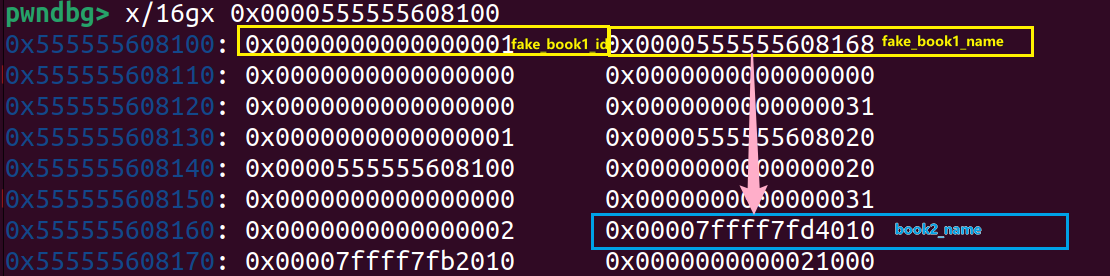 pwndbg> x/16gx 0x0000555555608100
0x555555608100: 0x0000000000000001 fake_book1_id 0x0000555555608168 fake_book1_name
0x555555608110: 0x0000000000000000 0x0000000000000000
0x555555608120: 0x0000000000000000 0x0000000000000031
0x555555608130: 0x0000000000000001 0x0000555555608020
0x555555608140: 0x0000555555608100 0x0000000000000020
0x555555608150: 0x0000000000000000 0x0000000000000031
0x555555608160: 0x0000000000000002 0x00007ffff7fd4010 book2_name
0x555555608170: 0x00007ffff7fb2010 0x0000000000021000